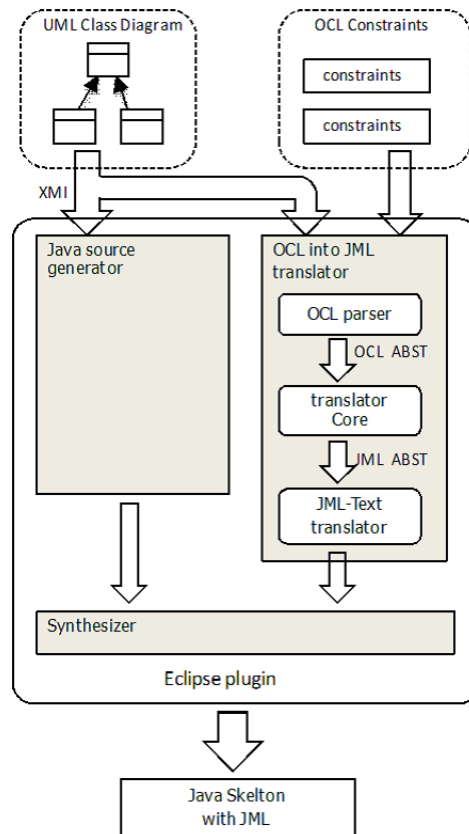 UML Class Diagram
OCL Constraints
constraints
constraints
XMI
Java source
generator
OCL into JML
translator
OCL parser
OCL ABST
translator
Core
JML ABST
JML-Text
translator
Synthesizer
Eclipse plugin
Java Skelton
with JML